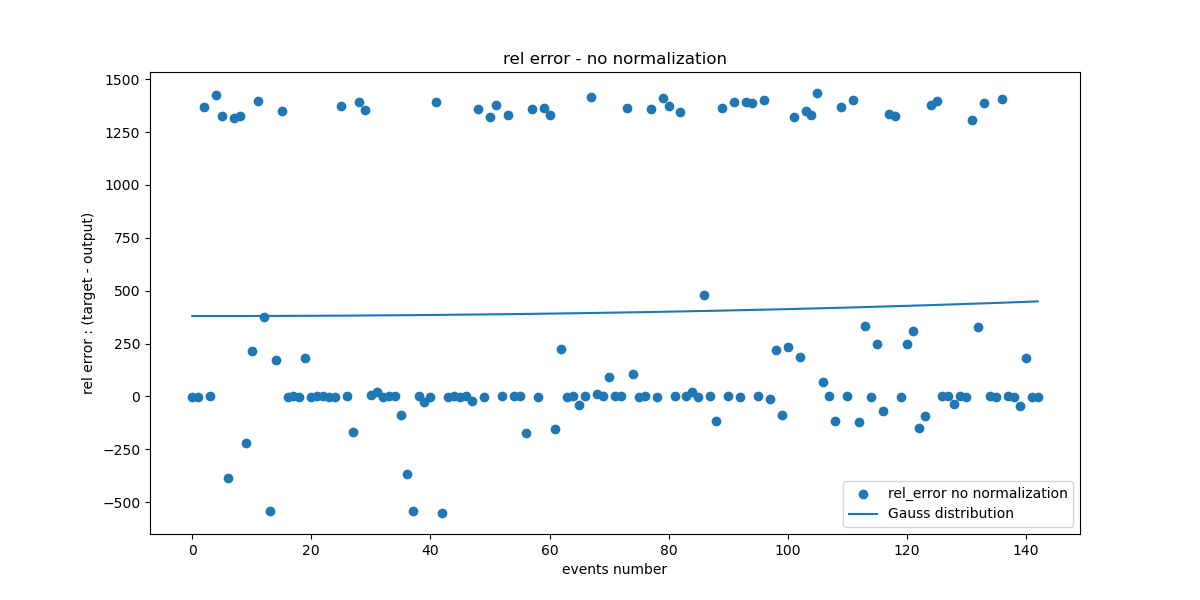 rel error - no normalization
rel error : (target - output)
1500
1250
1000
750
500
250
0
−250
−500
0 20 40 60 80 100 120 140
events number
rel_error no normalization
Gauss distribution